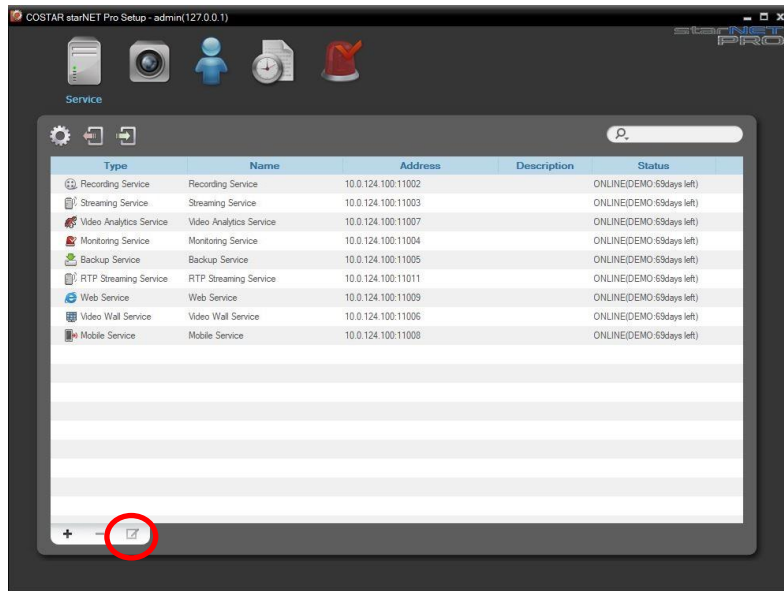 COSTAR starNET Pro Setup - admin(127.0.0.1)
starNET
PRO
Service
Type Name Address Description Status
Recording Service Recording Service 10.0.124.100:11002 ONLINE(DEMO:69days left)
Streaming Service Streaming Service 10.0.124.100:11003 ONLINE(DEMO:69days left)
Video Analytics Service Video Analytics Service 10.0.124.100:11007 ONLINE(DEMO:69days left)
Monitoring Service Monitoring Service 10.0.124.100:11004 ONLINE(DEMO:69days left)
Backup Service Backup Service 10.0.124.100:11005 ONLINE(DEMO:69days left)
RTP Streaming Service RTP Streaming Service 10.0.124.100:11011 ONLINE(DEMO:69days left)
Web Service Web Service 10.0.124.100:11009 ONLINE(DEMO:69days left)
Video Wall Service Video Wall Service 10.0.124.100:11006 ONLINE(DEMO:69days left)
Mobile Service Mobile Service 10.0.124.100:11008 ONLINE(DEMO:69days left)